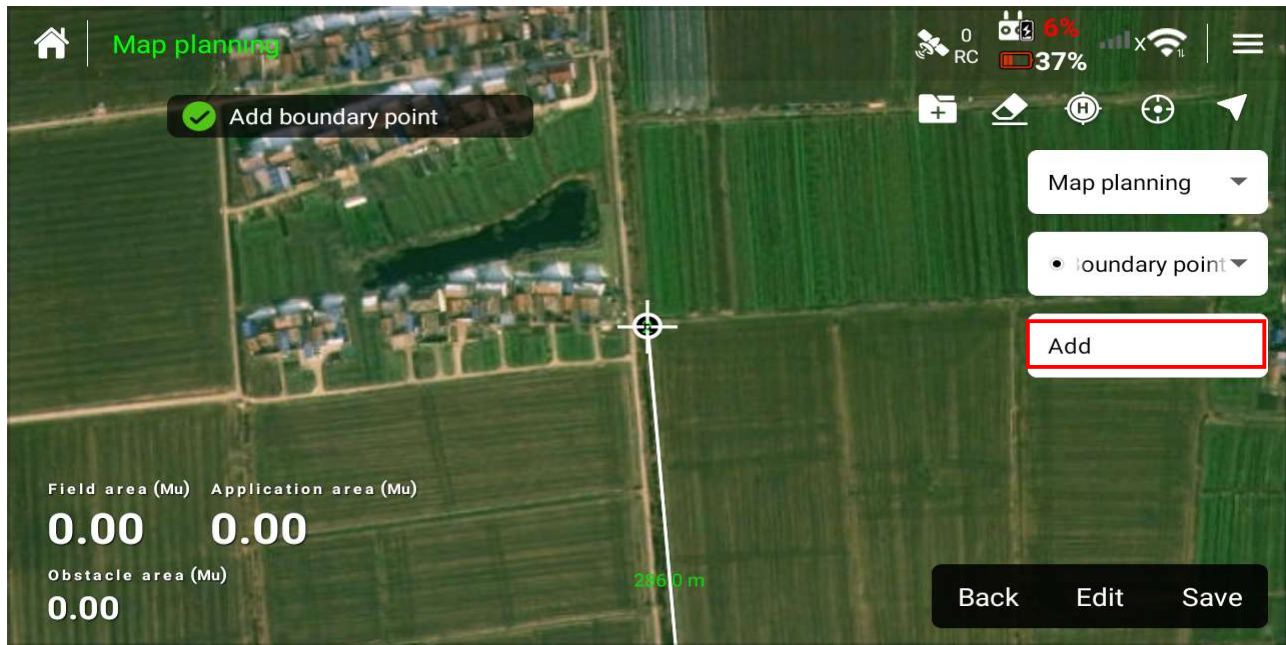 Map planning
0
RC
6%
37%
x
Add boundary point
H
Map planning
oundary point
Add
Field area (Mu) Application area (Mu)
0.00 0.00
Obstacle area (Mu)
0.00
286.0 m
Back Edit Save